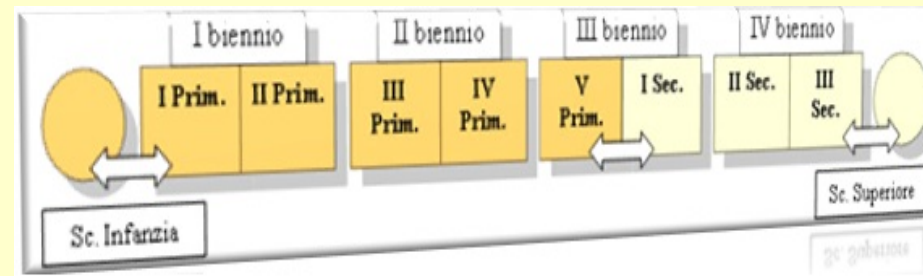 I biennio
II biennio
III biennio
IV biennio
I Prim.
II Prim.
III
Prim.
IV
Prim.
V
Prim.
I Sec.
II Sec.
III
Sec.
Sc. Infanzia
Sc. Superiore